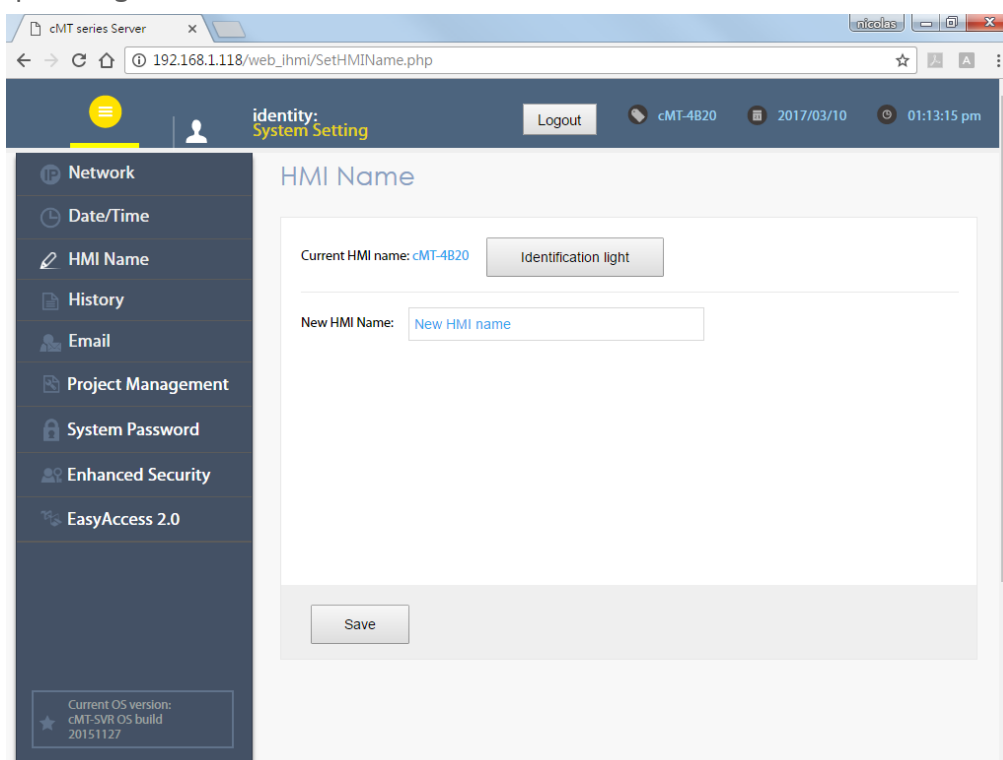 cMT series Server
nicolas
192.168.1.118/web_ihmi/SetHMIName.php
identity:
System Setting
Logout
cMT-4B20
2017/03/10
01:13:15 pm
Network
Date/Time
HMI Name
History
Email
Project Management
System Password
Enhanced Security
EasyAccess 2.0
Current OS version:
cMT-SVR OS build
20151127
HMI Name
Current HMI name: cMT-4B20
Identification light
New HMI Name:
New HMI name
Save